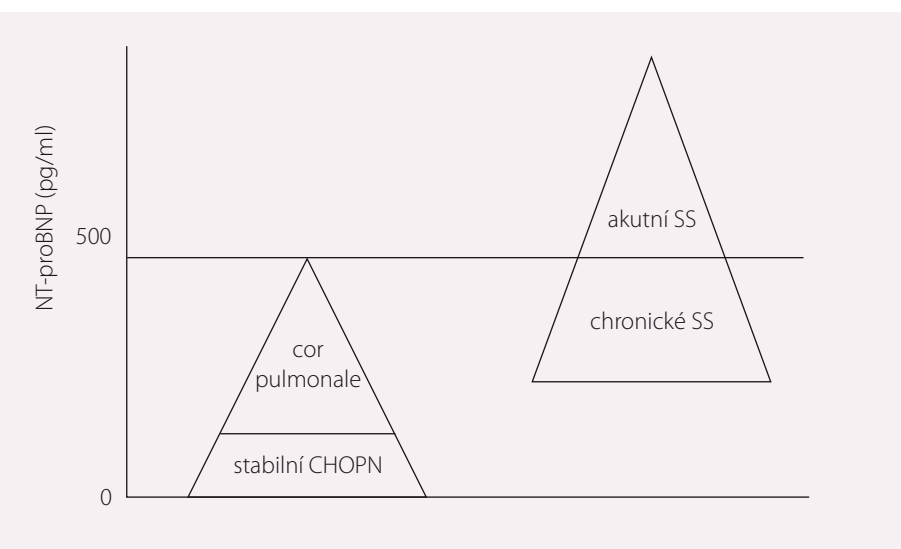 NT-proBNP (pg/ml)
500
0
akutní SS
chronické SS
cor
pulmonale
stabilní CHOPN